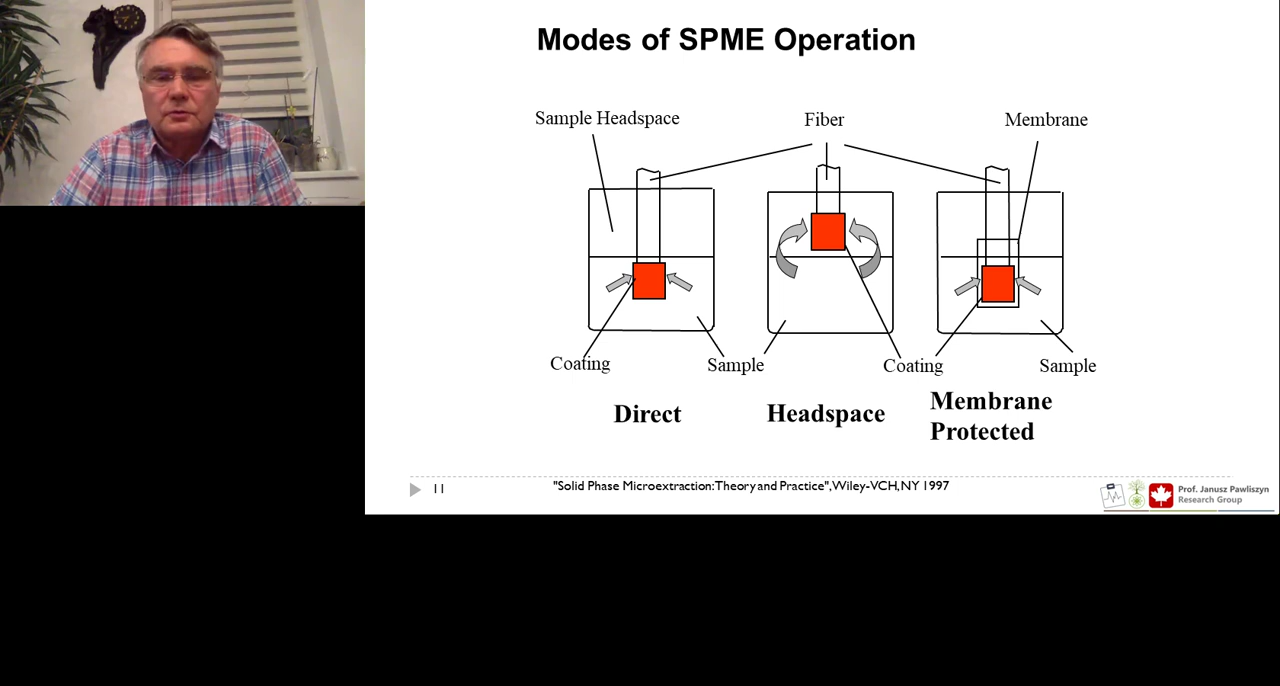 Modes of SPME Operation
Sample Headspace
Fiber
Membrane
Coating
Sample
Coating
Sample
Direct
Headspace
Membrane
Protected
11
"Solid Phase Microextraction:Theory and Practice", Wiley-VCH, NY 1997
Prof. Janusz Pawliszyn
Research Group